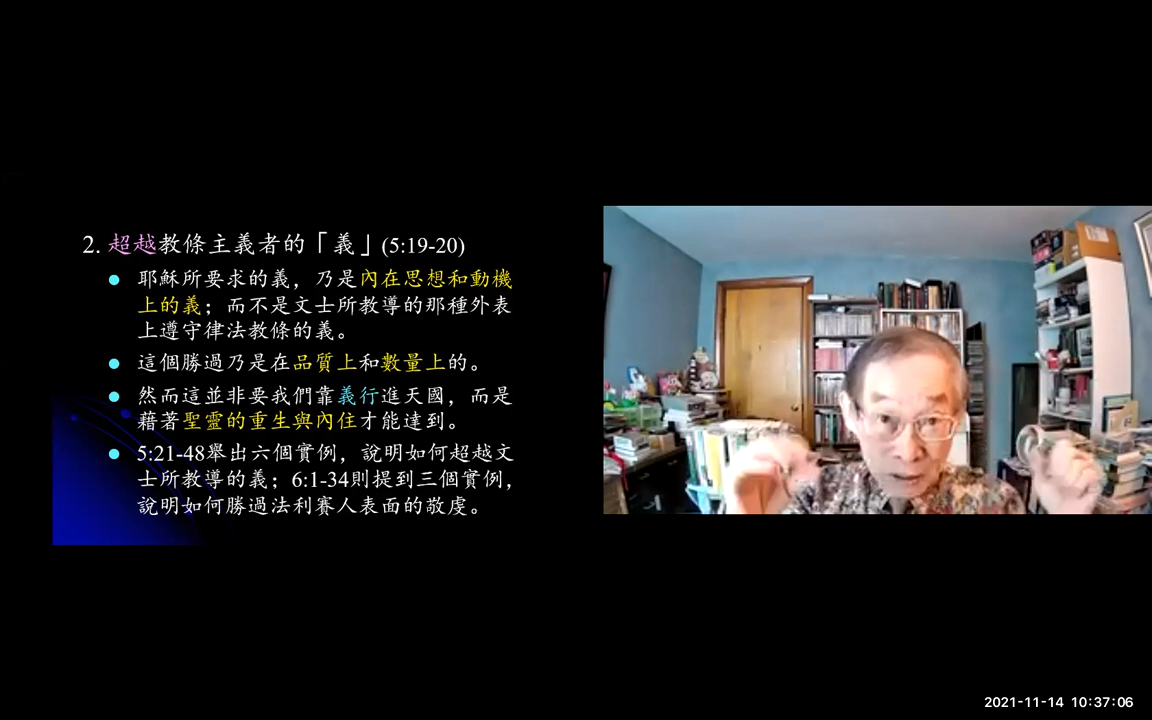 2. 超越教條主義者的「義」(5:19-20)
● 耶穌所要求的義，乃是內在思想和動機
上的義；而不是文士所教導的那種外表
上遵守律法教條的義。
● 這個勝過乃是在品質上和數量上的。
● 然而這並非要我們靠義行進天國，而是
藉著聖靈的重生與內住才能達到。
● 5:21-48舉出六個實例，說明如何超越文
士所教導的義；6:1-34則提到三個實例，
說明如何勝過法利賽人表面的敬虔。
2021-11-14 10:37:06